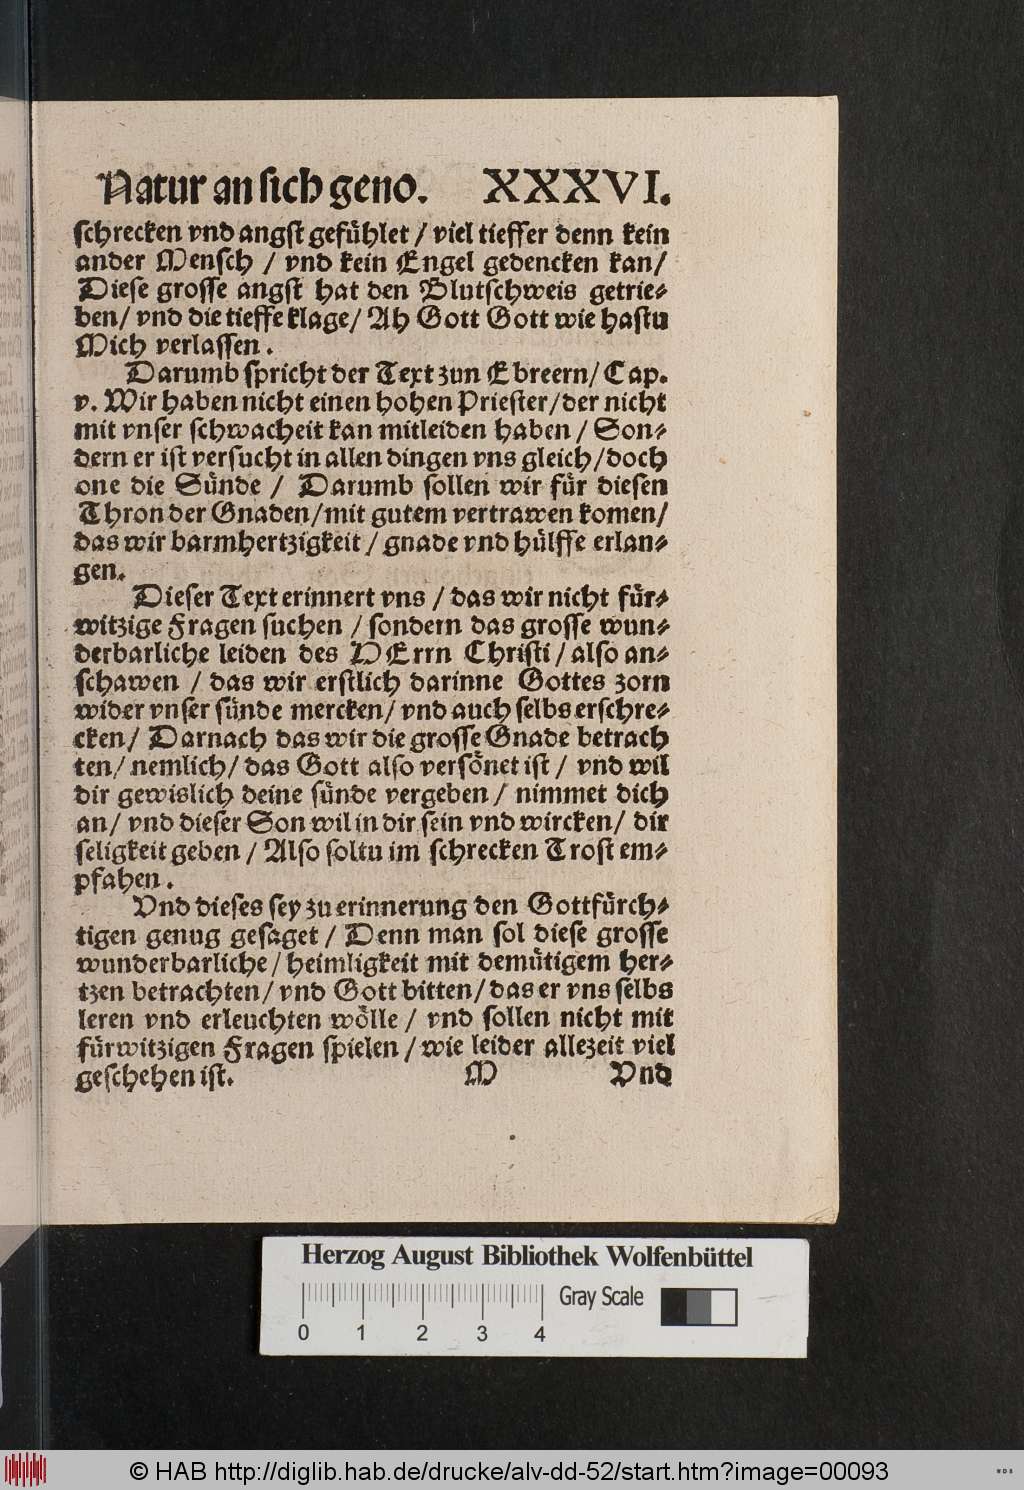 Natur an sich geno. XXXVI.
schrecken vnd angst gefühlet / viel tieffer denn kein
ander Mensch / vnd kein Engel gedencken kan/
Diese grosse angst hat den Blutschweis getrie-
ben/ vnd die tieffe klage/ Ah Gott Gott wie hastu
Mich verlassen.
Darumb spricht der Text zun Ebreern/ Cap.
v. Wir haben nicht einen hohen Priester/ der nicht
mit vnser schwacheit kan mitleiden haben / Son-
dern er ist versucht in allen dingen vns gleich/ doch
one die Sünde / Darumb sollen wir für diesen
Thron der Gnaden/ mit gutem vertrawen komen/
das wir barmhertzigkeit / gnade vnd hülffe erlan-
gen.
Dieser Text erinnert vns / das wir nicht für-
witzige Fragen suchen / sondern das grosse wun-
derbarliche leiden des HErrn Christi / also an-
schawen / das wir erstlich darinne Gottes zorn
wider vnser sünde mercken/ vnd auch selbs erschre-
cken/ Darnach das wir die grosse Gnade betrach
ten/ nemlich/ das Gott also versönet ist / vnd wil
dir gewislich deine sünde vergeben / nimmet dich
an/ vnd dieser Son wil in dir sein vnd wircken/ dir
seligkeit geben / Also soltu im schrecken Trost em-
pfahen.
Vnd dieses sey zu erinnerung den Gottfürch-
tigen genug gesaget / Denn man sol diese grosse
wunderbarliche / heimligkeit mit demütigem her-
tzen betrachten/ vnd Gott bitten/ das er vns selbs
leren vnd erleuchten wölle / vnd sollen nicht mit
fürwitzigen Fragen spielen / wie leider allezeit viel
geschehen ist. M Vnd
Herzog August Bibliothek Wolfenbüttel
Gray Scale
0 1 2 3 4
© HAB http://diglib.hab.de/drucke/alv-dd-52/start.htm?image=00093